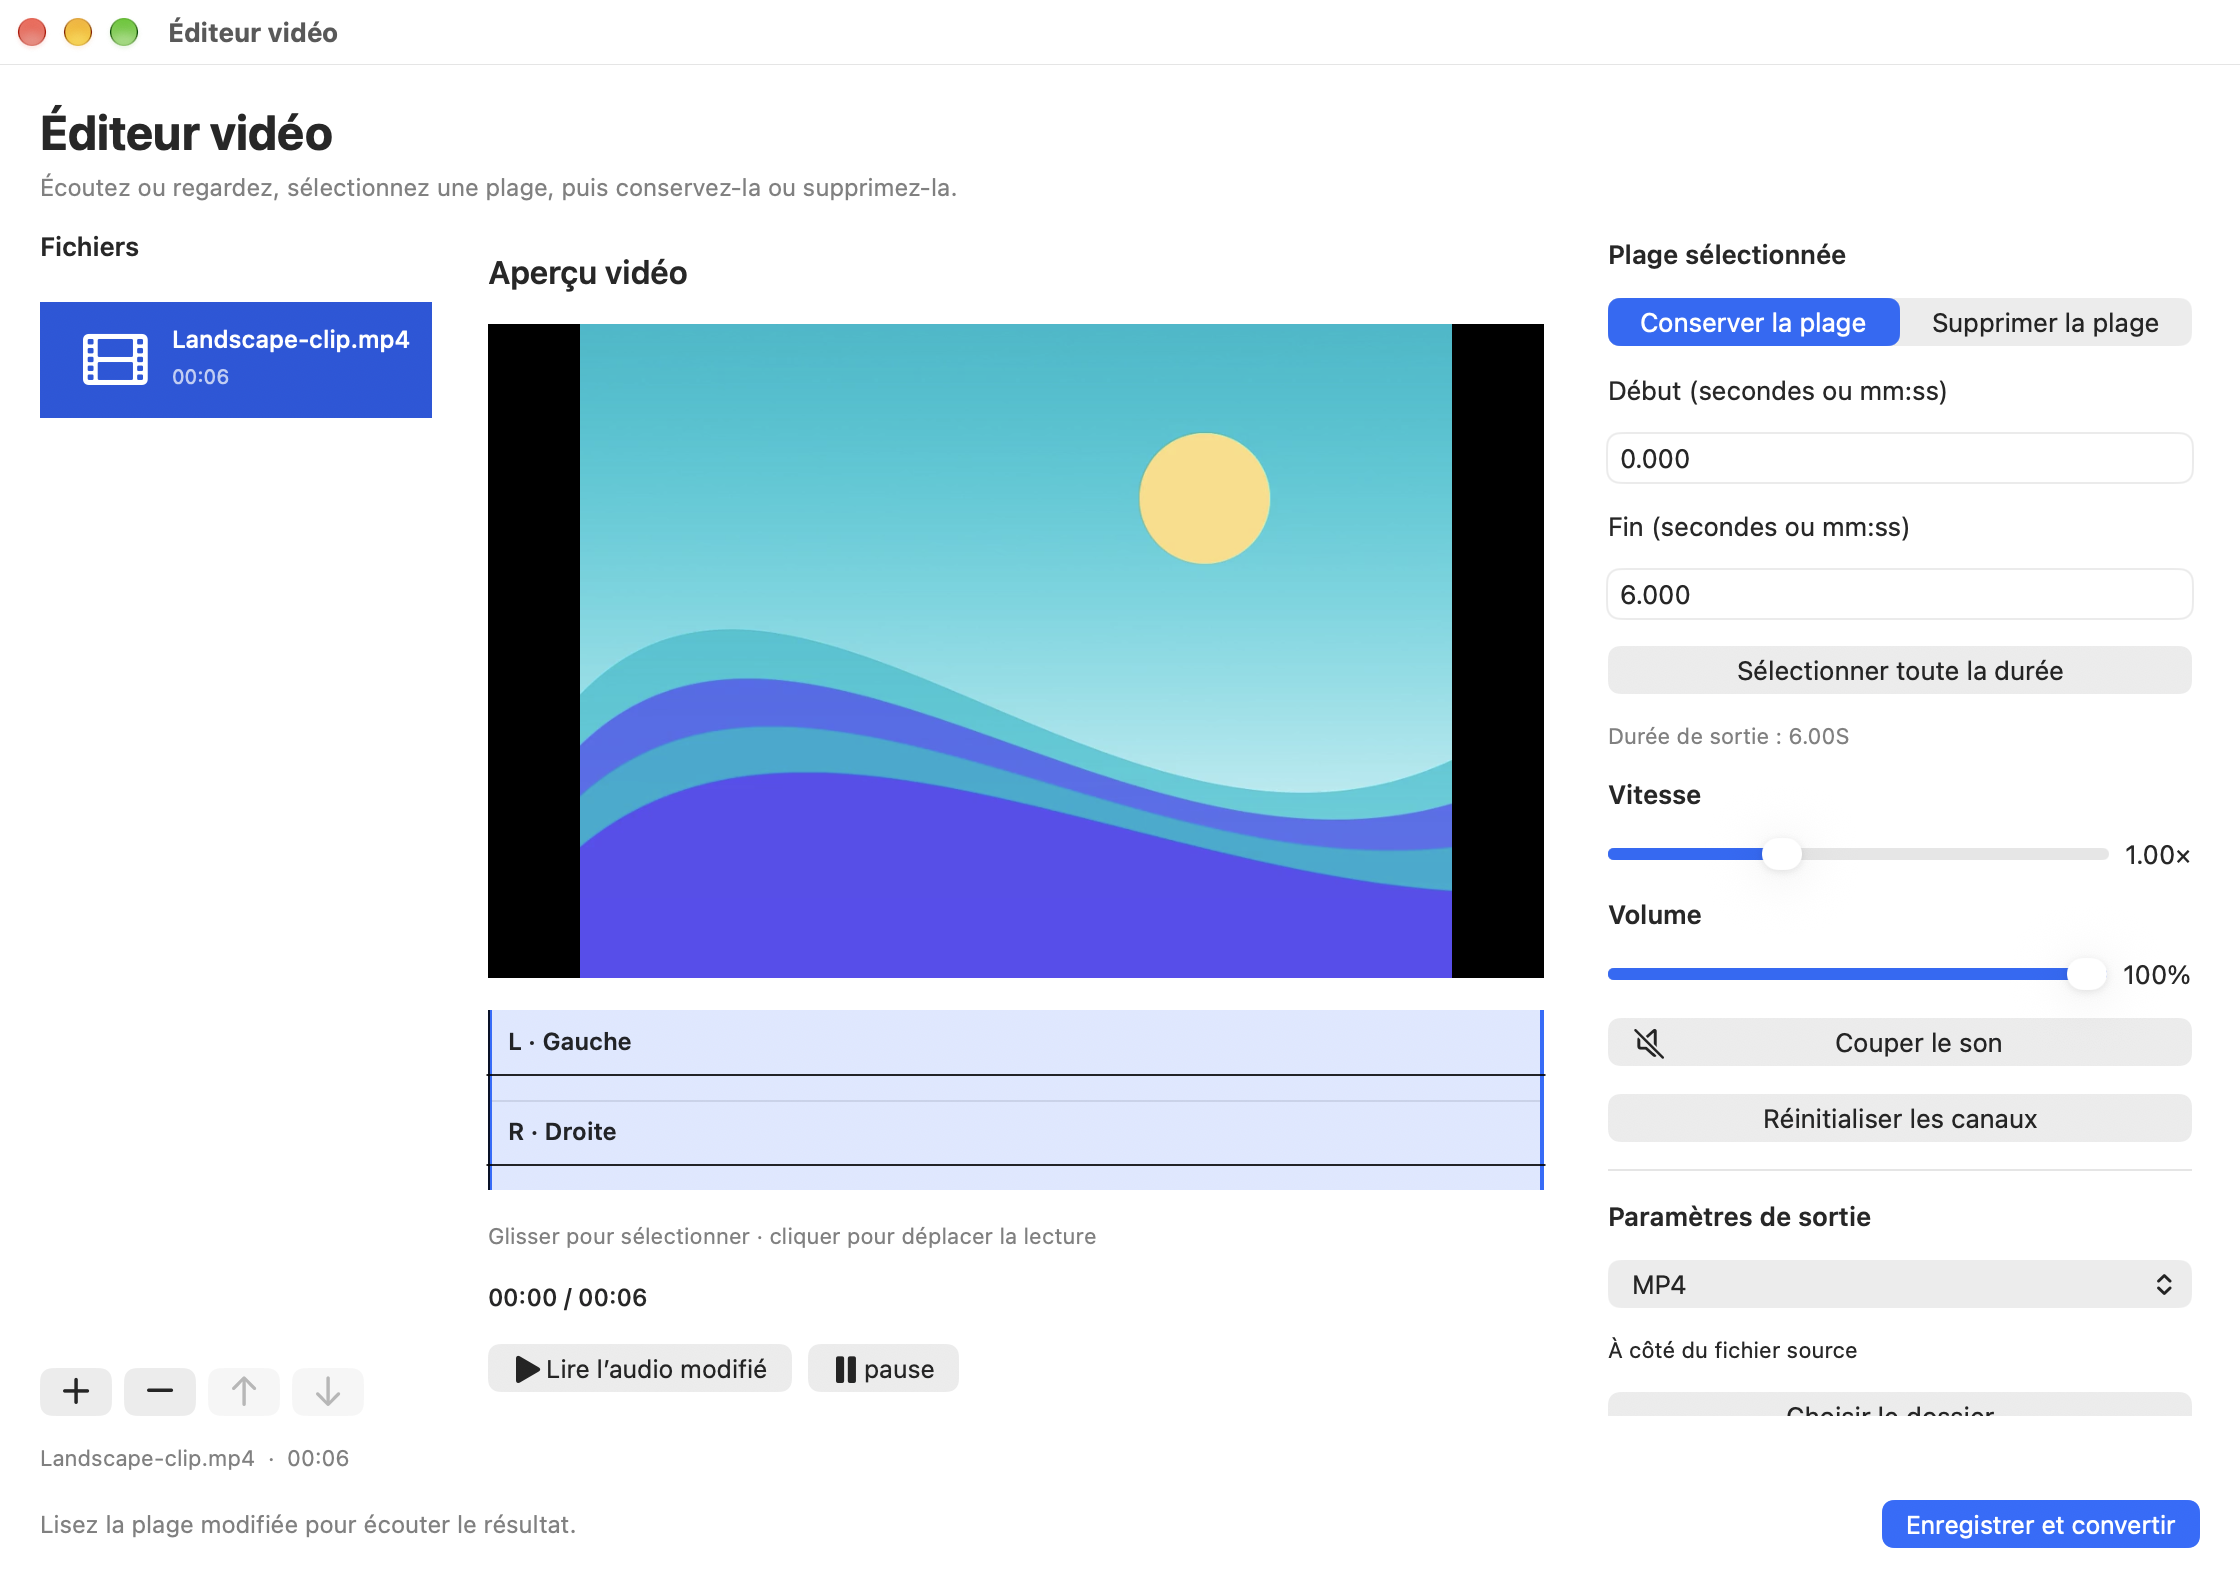 Éditeur vidéo
Éditeur vidéo
Écoutez ou regardez, sélectionnez une plage, puis conservez-la ou supprimez-la.
Fichiers
Landscape-clip.mp4
00:06
Aperçu vidéo
L · Gauche
R · Droite
Glisser pour sélectionner · cliquer pour déplacer la lecture
00:00 / 00:06
Lire l’audio modifié
pause
Plage sélectionnée
Conserver la plage
Supprimer la plage
Début (secondes ou mm:ss)
0.000
Fin (secondes ou mm:ss)
6.000
Sélectionner toute la durée
Durée de sortie : 6.00S
Vitesse
1.00×
Volume
100%
Couper le son
Réinitialiser les canaux
Paramètres de sortie
MP4
À côté du fichier source
Choisir le dossier
Landscape-clip.mp4 · 00:06
Lisez la plage modifiée pour écouter le résultat.
Enregistrer et convertir